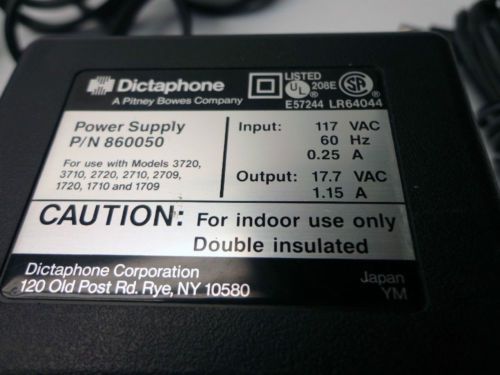 Dictaphone
A Pitney Bowes Company
LISTED
UL 208E SP
E57244 LR64044
Power Supply
P/N 860050
For use with Models 3720,
3710, 2720, 2710, 2709,
1720, 1710 and 1709
Input: 117 VAC
60 Hz
0.25 A
Output: 17.7 VAC
1.15 A
CAUTION: For indoor use only
Double insulated
Dictaphone Corporation
120 Old Post Rd. Rye, NY 10580
Japan
YM